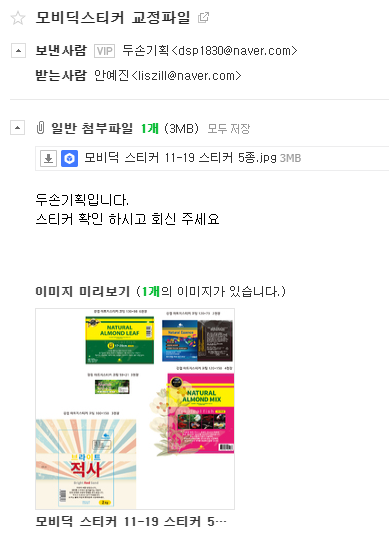 모비딕스티커 교정파일
보낸사람 VIP 두손기획<dsp1830@naver.com>
받는사람 안예진<liszill@naver.com>
일반 첨부파일 1개 (3MB) 모두 저장
모비딕 스티커 11-19 스티커 5종.jpg 3MB
두손기획입니다.
스티커 확인 하시고 회신 주세요
이미지 미리보기 (1개의 이미지가 있습니다.)
NATURAL
ALMOND LEAF
Natural Science
NATURAL
ALMOND MIX
브라이트
적사
모비딕 스티커 11-19 스티커 5…